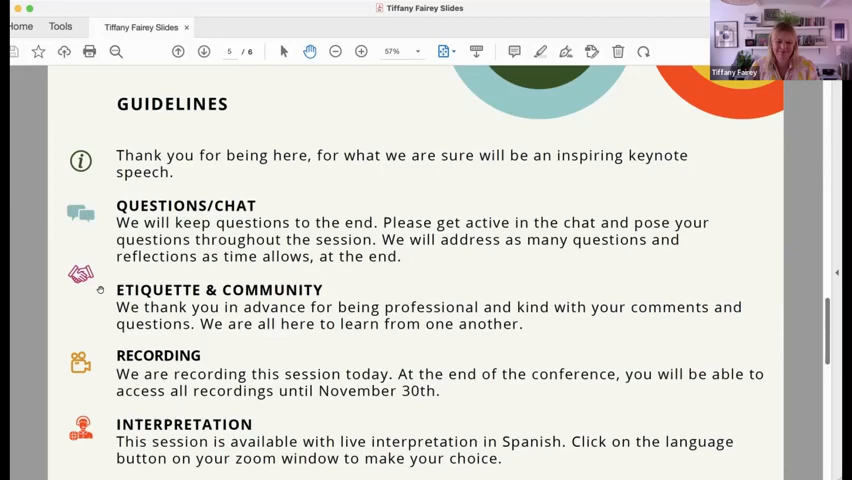 Tiffany Fairey Slides
Home
Tools
Tiffany Fairey Slides
5 / 6
57%
Tiffany Fairey
GUIDELINES
Thank you for being here, for what we are sure will be an inspiring keynote
speech.
QUESTIONS/CHAT
We will keep questions to the end. Please get active in the chat and pose your
questions throughout the session. We will address as many questions and
reflections as time allows, at the end.
ETIQUETTE & COMMUNITY
We thank you in advance for being professional and kind with your comments and
questions. We are all here to learn from one another.
RECORDING
We are recording this session today. At the end of the conference, you will be able to
access all recordings until November 30th.
INTERPRETATION
This session is available with live interpretation in Spanish. Click on the language
button on your zoom window to make your choice.